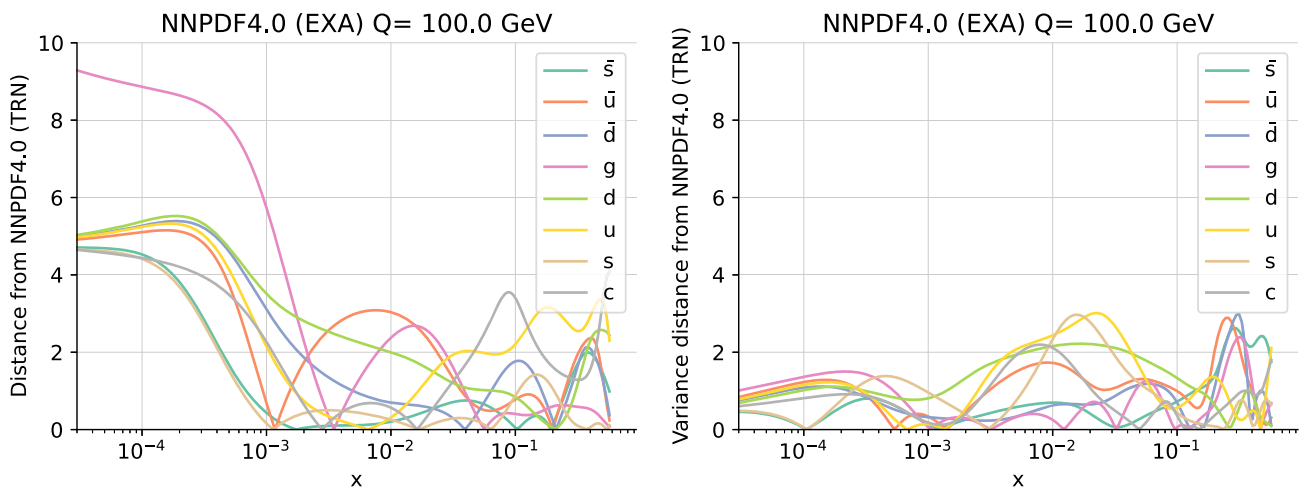 NNPDF4.0 (EXA) Q= 100.0 GeV
Distance from NNPDF4.0 (TRN)
10
8
6
4
2
0
10⁻⁴
10⁻³
10⁻²
10⁻¹
x
s̄
ū
d̄
g
d
u
s
c
NNPDF4.0 (EXA) Q= 100.0 GeV
Variance distance from NNPDF4.0 (TRN)
10
8
6
4
2
0
10⁻⁴
10⁻³
10⁻²
10⁻¹
x
s̄
ū
d̄
g
d
u
s
c